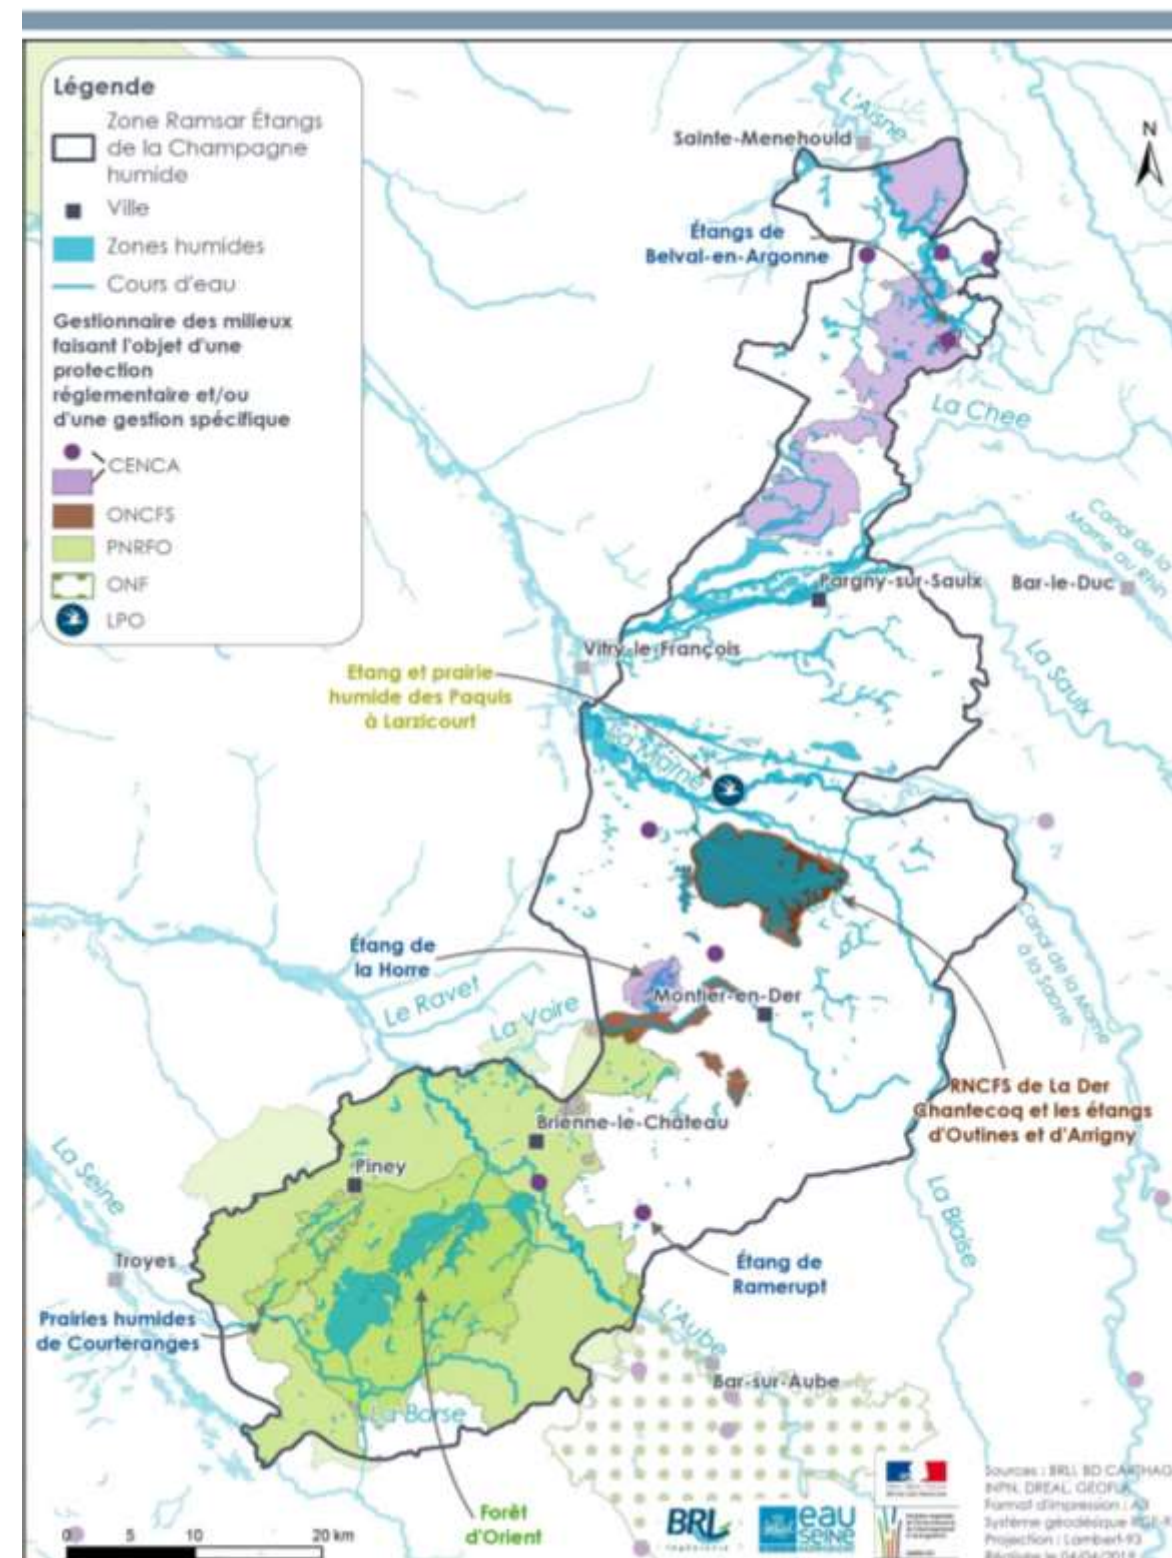 Légende
Zone Ramsar Étangs
de la Champagne
humide
Ville
Zones humides
Cours d'eau
Gestionnaire des milieux
faisant l'objet d'une
protection
réglementaire et/ou
d'une gestion spécifique
CENCA
ONCFS
PNRFO
ONF
LPO
N
L'Aisne
Sainte-Menehould
Étangs de
Belval-en-Argonne
La Chee
Canal de la
Marne au Rhin
Pargny-sur-Saulx
Bar-le-Duc
Vitry-le-François
La Saulx
Etang et prairie
humide des Paquis
à Larzicourt
La Marne
Étang de
la Horre
Le Ravet
La Voire
Montier-en-Der
Canal de la Marne
à la Saone
RNCFS de La Der
Chantecoq et les étangs
d'Outines et d'Arrigny
Brienne-le-Château
Piney
La Seine
La Blaise
Troyes
Étang de
Ramerupt
Prairies humides
de Courteranges
L'Aube
Bar-sur-Aube
La Barse
Forêt
d'Orient
0 5 10 20 km
BRL
eau
SEINE
Sources : BRLi, BD CARTHAG
INPN, DREAL, GEOFLA
Format d'impression : A3
Système géodésique
Projection : Lambert-93